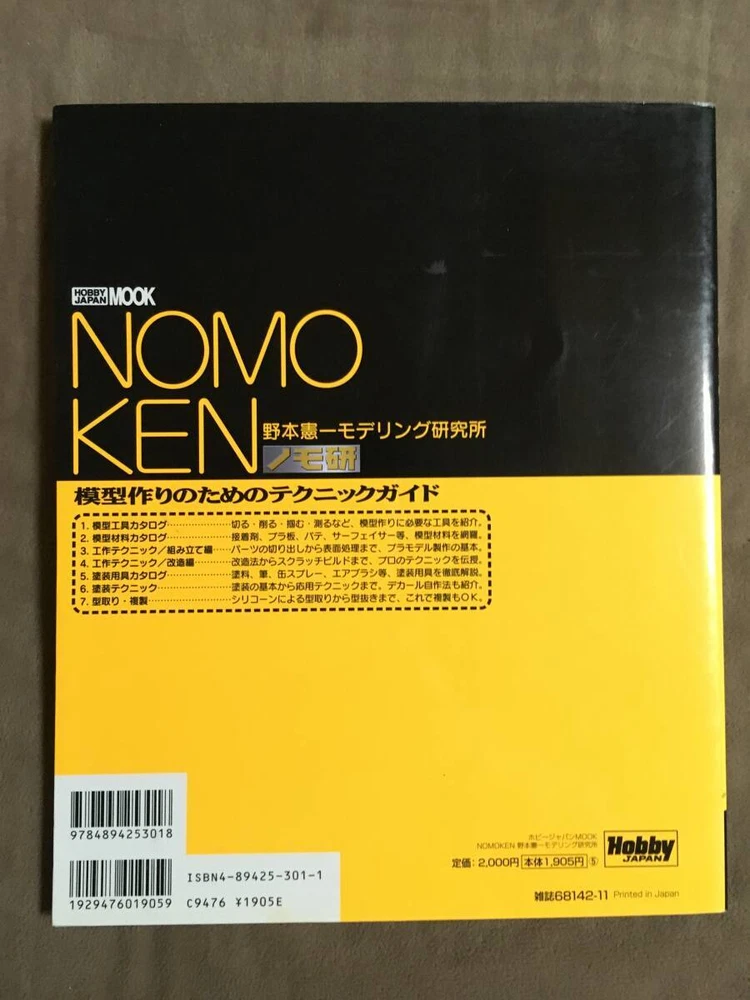 HOBBY JAPAN MOOK
NOMO
KEN 野本憲一モデリング研究所
ノモ研
模型作りのためのテクニックガイド
1. 模型工具カタログ……………………切る・削る・掴む・測るなど、模型作りに必要な工具を紹介。
2. 模型材料カタログ……………………接着剤、プラ板、パテ、サーフェイサー等、模型材料を網羅。
3. 工作テクニック／組み立て編………パーツの切り出しから表面処理まで、プラモデル製作の基本。
4. 工作テクニック／改造編……………改造法からスクラッチビルドまで、プロのテクニックを伝授。
5. 塗装用具カタログ……………………塗料、筆、缶スプレー、エアブラシ等、塗装用具を徹底解説。
6. 塗装テクニック………………………塗装の基本から応用テクニックまで、デカール自作法も紹介。
7. 型取り・複製…………………………シリコーンによる型取りから型抜きまで、これで複製もOK。
9784894253018
ISBN4-89425-301-1
1929476019059 C9476 ¥1905E
ホビージャパンMOOK
NOMOKEN 野本憲一モデリング研究所
定価：2,000円 本体1,905円 ⑤
Hobby JAPAN
雑誌68142-11 Printed in Japan